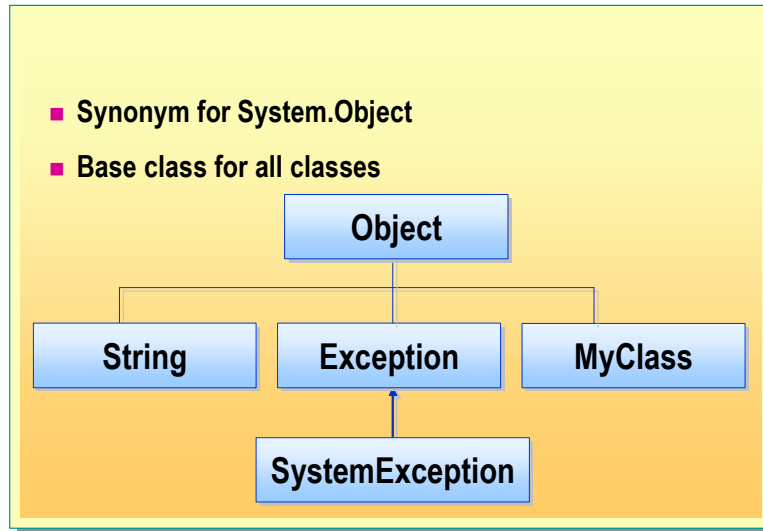 Synonym for System.Object
Base class for all classes
Object
String Exception MyClass
SystemException